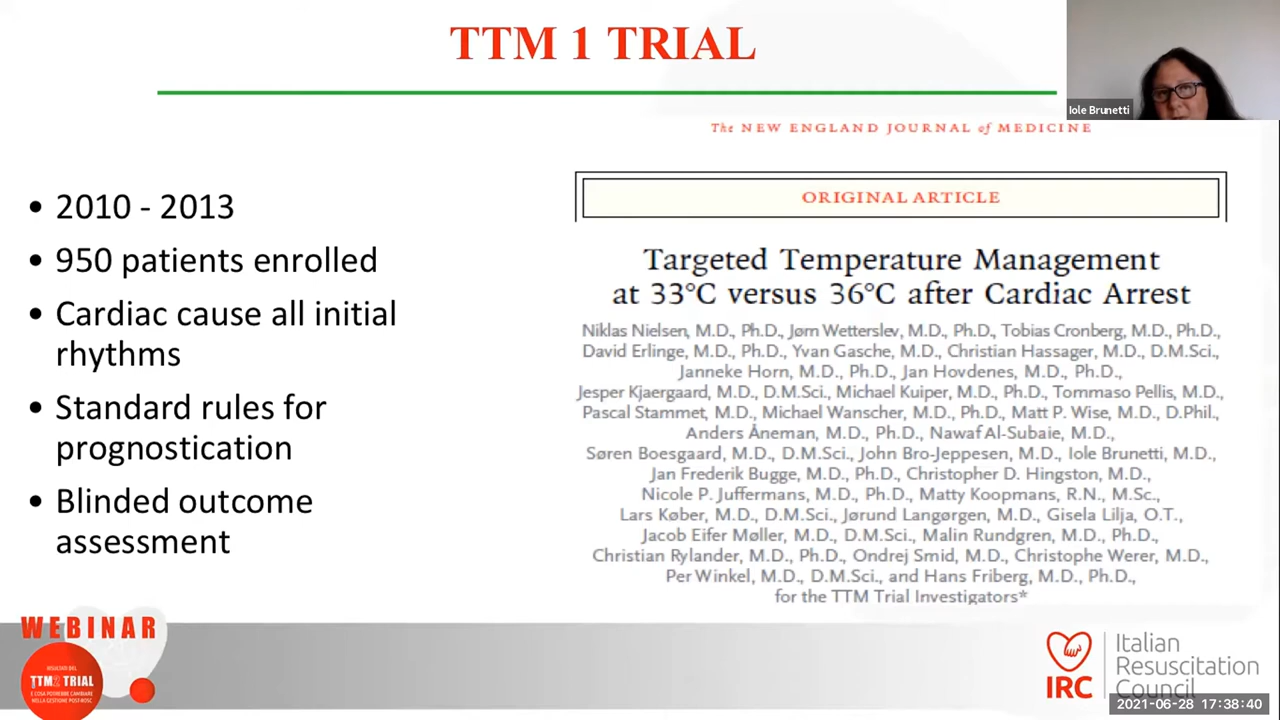 TTM 1 TRIAL
Iole Brunetti
The NEW ENGLAND JOURNAL of MEDICINE
ORIGINAL ARTICLE
Targeted Temperature Management
at 33°C versus 36°C after Cardiac Arrest
Niklas Nielsen, M.D., Ph.D., Jørn Wetterslev, M.D., Ph.D., Tobias Cronberg, M.D., Ph.D.,
David Erlinge, M.D., Ph.D., Yvan Gasche, M.D., Christian Hassager, M.D., D.M.Sci.,
Janneke Horn, M.D., Ph.D., Jan Hovdenes, M.D., Ph.D.,
Jesper Kjaergaard, M.D., D.M.Sci., Michael Kuiper, M.D., Ph.D., Tommaso Pellis, M.D.,
Pascal Stammet, M.D., Michael Wanscher, M.D., Ph.D., Matt P. Wise, M.D., D.Phil.,
Anders Åneman, M.D., Ph.D., Nawaf Al-Subaie, M.D.,
Søren Boesgaard, M.D., D.M.Sci., John Bro-Jeppesen, M.D., Iole Brunetti, M.D.,
Jan Frederik Bugge, M.D., Ph.D., Christopher D. Hingston, M.D.,
Nicole P. Juffermans, M.D., Ph.D., Matty Koopmans, R.N., M.Sc.,
Lars Køber, M.D., D.M.Sci., Jørund Langørgen, M.D., Gisela Lilja, O.T.,
Jacob Eifer Møller, M.D., D.M.Sci., Malin Rundgren, M.D., Ph.D.,
Christian Rylander, M.D., Ph.D., Ondrej Smid, M.D., Christophe Werer, M.D.,
Per Winkel, M.D., D.M.Sci., and Hans Friberg, M.D., Ph.D.,
for the TTM Trial Investigators*
• 2010 - 2013
• 950 patients enrolled
• Cardiac cause all initial
rhythms
• Standard rules for
prognostication
• Blinded outcome
assessment
WEBINAR
RISULTATI DEL
TTM2 TRIAL
E COSA POTREBBE CAMBIARE
NELLA GESTIONE POST-ROSC
IRC
Italian
Resuscitation
Council
2021-06-28 17:38:40